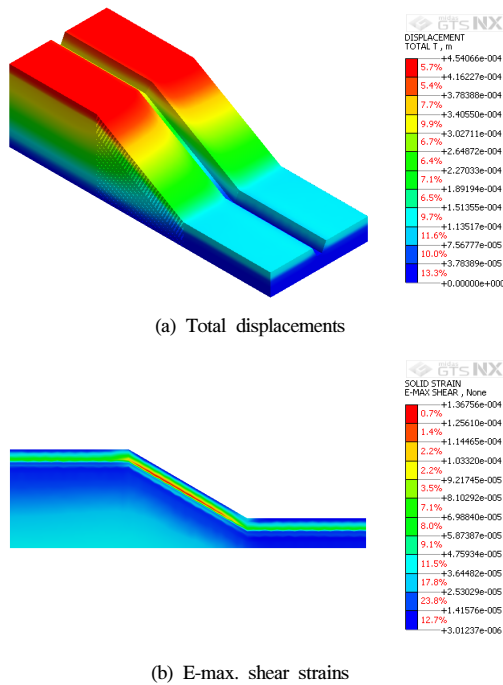 midas
GTS NX
DISPLACEMENT
TOTAL T , m
+4.54066e-004
5.7%
+4.16227e-004
5.4%
+3.78388e-004
7.7%
+3.40550e-004
9.9%
+3.02711e-004
6.7%
+2.64872e-004
6.4%
+2.27033e-004
7.1%
+1.89194e-004
6.5%
+1.51355e-004
9.7%
+1.13517e-004
11.6%
+7.56777e-005
10.0%
+3.78389e-005
13.3%
+0.00000e+000
(a) Total displacements
midas
GTS NX
SOLID STRAIN
E-MAX SHEAR , None
+1.36756e-004
0.7%
+1.25610e-004
1.4%
+1.14465e-004
2.2%
+1.03320e-004
2.2%
+9.21745e-005
3.5%
+8.10292e-005
7.1%
+6.98840e-005
8.0%
+5.87387e-005
9.1%
+4.75934e-005
11.5%
+3.64482e-005
17.8%
+2.53029e-005
23.8%
+1.41576e-005
12.7%
+3.01237e-006
(b) E-max. shear strains